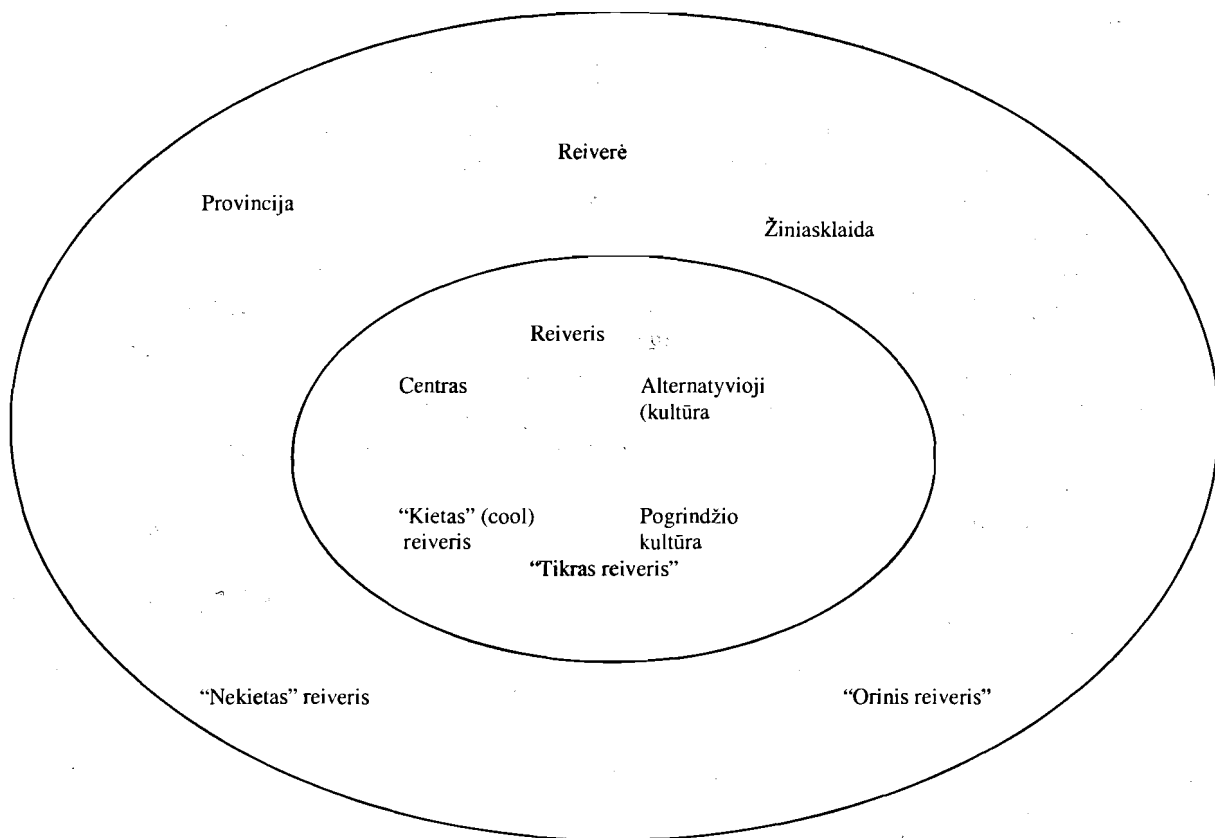 Reiverė
Provincija
Žiniasklaida
Reiveris
Centras
Alternatyvioji
(kultūra
“Kietas” (cool)
reiveris
Pogrindžio
kultūra
“Tikras reiveris”
“Nekietas” reiveris
“Orinis reiveris”